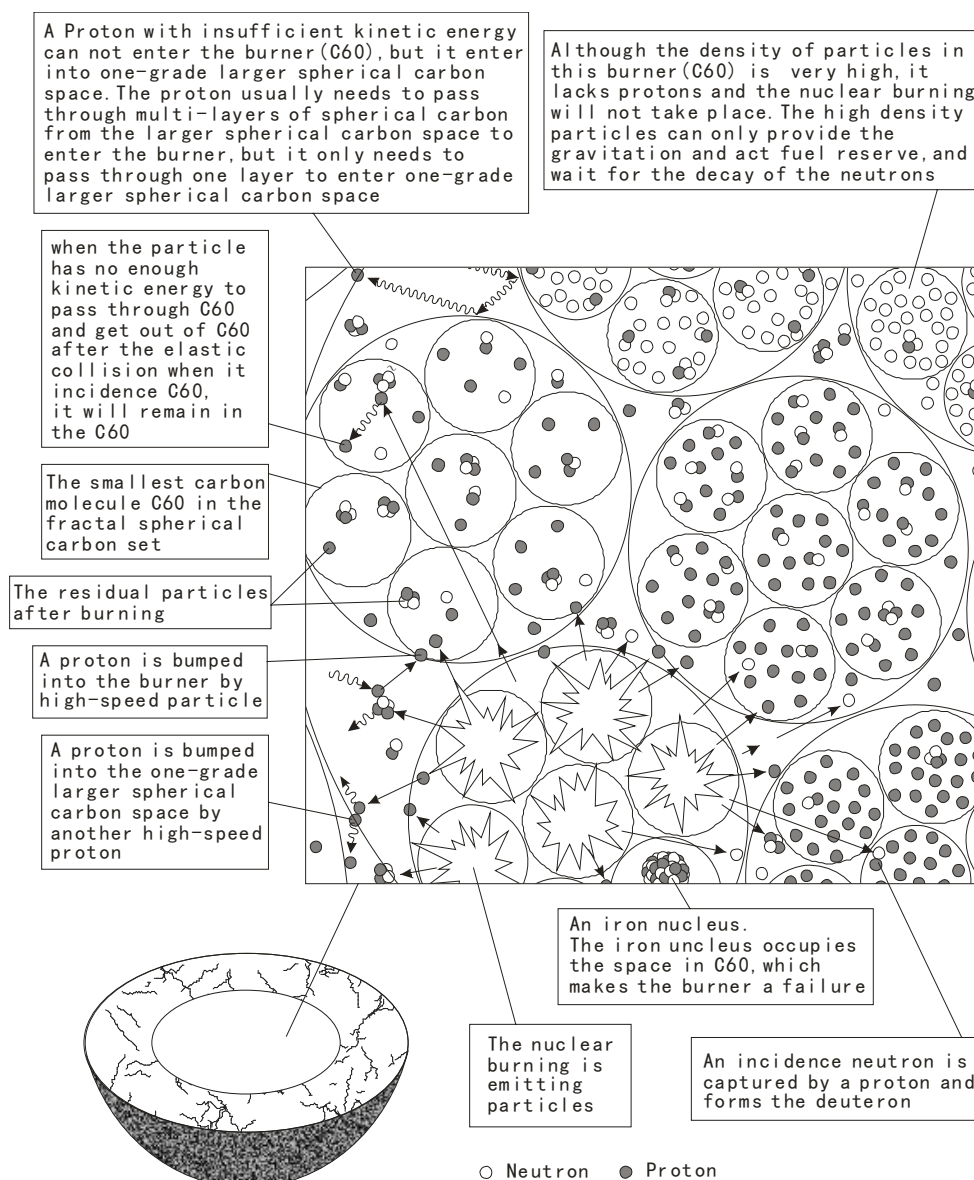 A Proton with insufficient kinetic energy
can not enter the burner(C60), but it enter
into one-grade larger spherical carbon
space. The proton usually needs to pass
through multi-layers of spherical carbon
from the larger spherical carbon space to
enter the burner, but it only needs to
pass through one layer to enter one-grade
larger spherical carbon space
Although the density of particles in
this burner(C60) is very high, it
lacks protons and the nuclear burning
will not take place. The high density
particles can only provide the
gravitation and act fuel reserve, and
wait for the decay of the neutrons
when the particle
has no enough
kinetic energy to
pass through C60
and get out of C60
after the elastic
collision when it
incidence C60,
it will remain in
the C60
The smallest carbon
molecule C60 in the
fractal spherical
carbon set
The residual particles
after burning
A proton is bumped
into the burner by
high-speed particle
A proton is bumped
into the one-grade
larger spherical
carbon space by
another high-speed
proton
An iron nucleus.
The iron uncleus occupies
the space in C60, which
makes the burner a failure
The nuclear
burning is
emitting
particles
An incidence neutron is
captured by a proton and
forms the deuteron
Neutron Proton